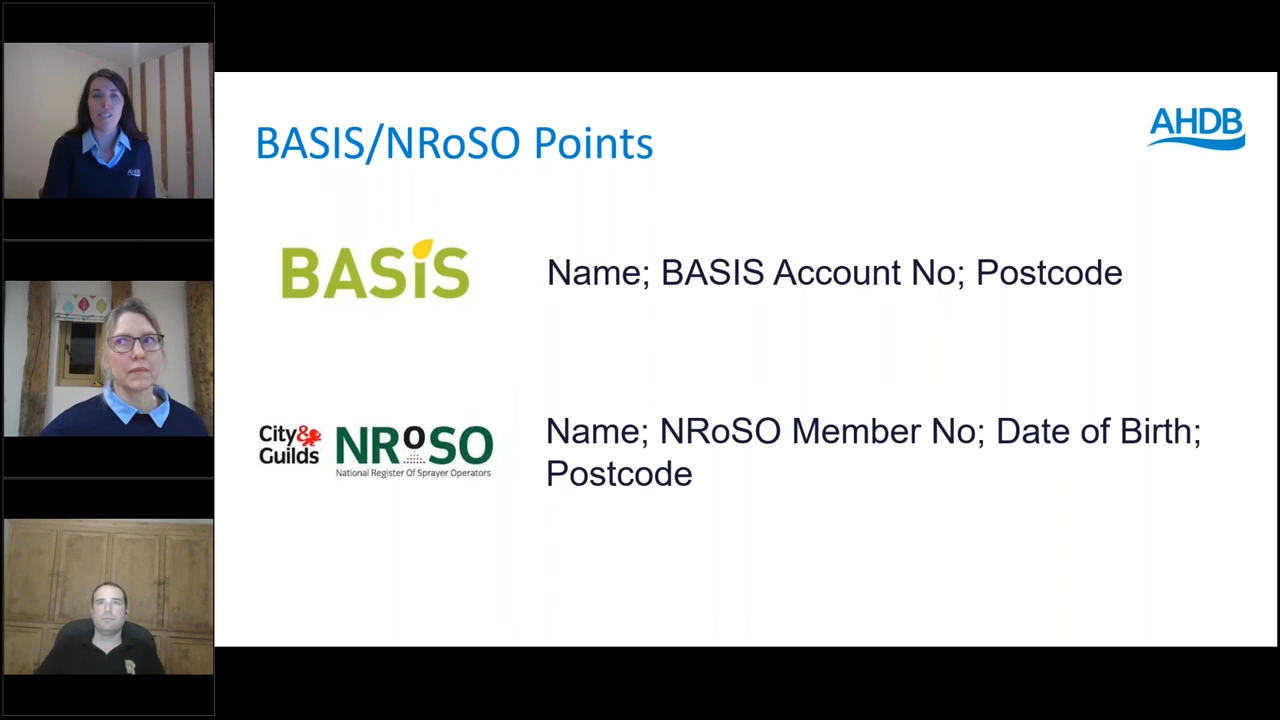 AHDB
BASIS/NRoSO Points
AHDB
BASiS
Name; BASIS Account No; Postcode
City&
Guilds
NRoSO
National Register Of Sprayer Operators
Name; NRoSO Member No; Date of Birth;
Postcode